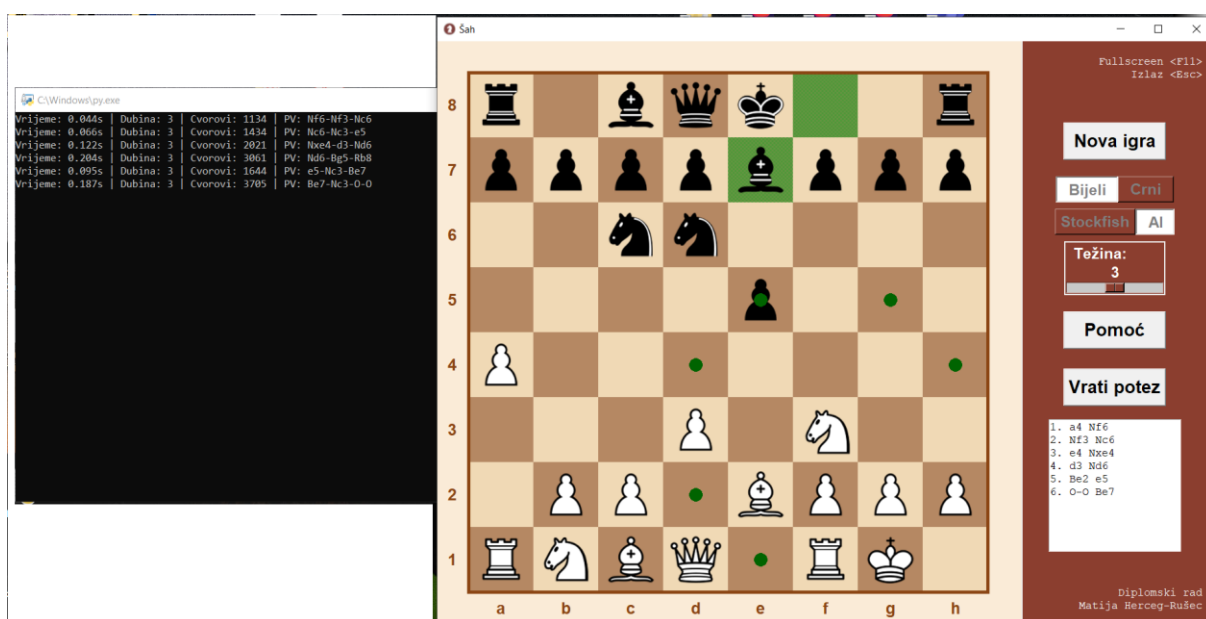 C:\Windows\py.exe
Vrijeme: 0.044s | Dubina: 3 | Cvorovi: 1134 | PV: Nf6-Nf3-Nc6
Vrijeme: 0.066s | Dubina: 3 | Cvorovi: 1434 | PV: Nc6-Nc3-e5
Vrijeme: 0.122s | Dubina: 3 | Cvorovi: 2021 | PV: Nxe4-d3-Nd6
Vrijeme: 0.204s | Dubina: 3 | Cvorovi: 3061 | PV: Nd6-Bg5-Rb8
Vrijeme: 0.095s | Dubina: 3 | Cvorovi: 1644 | PV: e5-Nc3-Be7
Vrijeme: 0.187s | Dubina: 3 | Cvorovi: 3705 | PV: Be7-Nc3-O-O
Šah
8
7
6
5
4
3
2
1
a b c d e f g h
Fullscreen <F11>
Izlaz <Esc>
Nova igra
Bijeli Crni
Stockfish AI
Težina:
3
Pomoć
Vrati potez
1. a4 Nf6
2. Nf3 Nc6
3. e4 Nxe4
4. d3 Nd6
5. Be2 e5
6. O-O Be7
Diplomski rad
Matija Herceg-Rušec